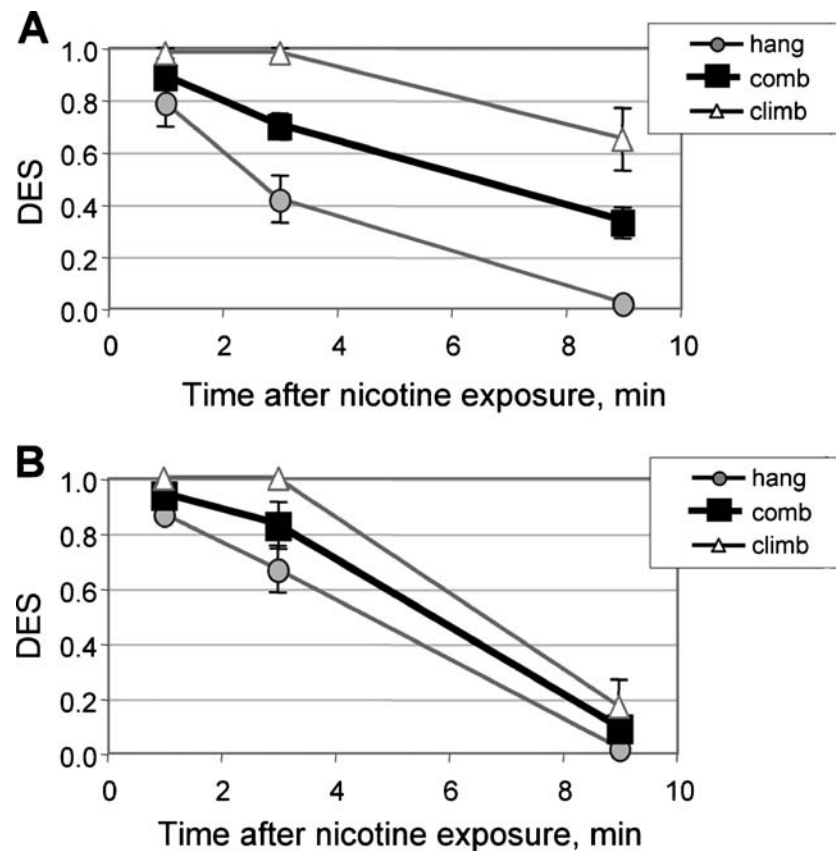 A
1.0
0.8
0.6
0.4
0.2
0.0
DES
0 2 4 6 8 10
Time after nicotine exposure, min
hang
comb
climb
B
1.0
0.8
0.6
0.4
0.2
0.0
DES
0 2 4 6 8 10
Time after nicotine exposure, min
hang
comb
climb